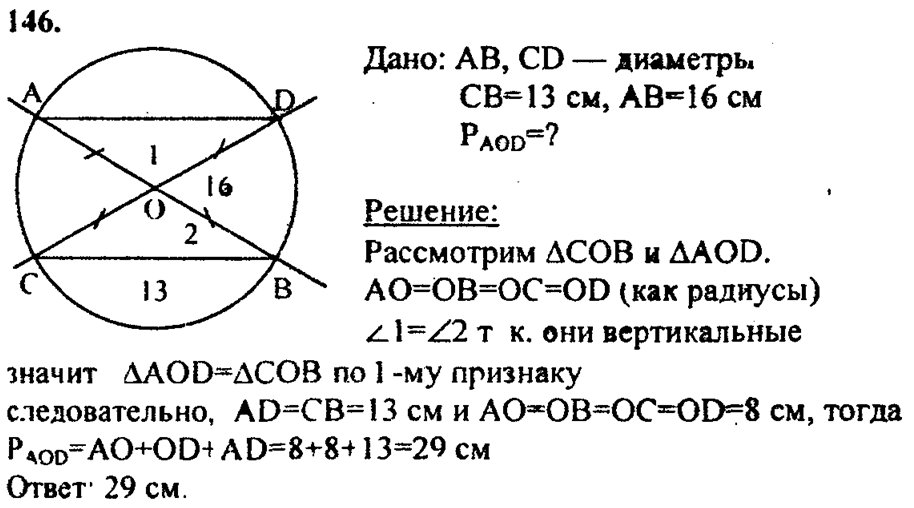 146.
Дано: AB, CD — диаметры
CB=13 см, AB=16 см
P_AOD=?
A
D
1
16
O
2
C
13
B
Решение:
Рассмотрим ΔCOB и ΔAOD.
AO=OB=OC=OD (как радиусы)
∠1=∠2 т к. они вертикальные
значит ΔAOD=ΔCOB по 1-му признаку
следовательно, AD=CB=13 см и AO=OB=OC=OD=8 см, тогда
P_AOD=AO+OD+AD=8+8+13=29 см
Ответ: 29 см.